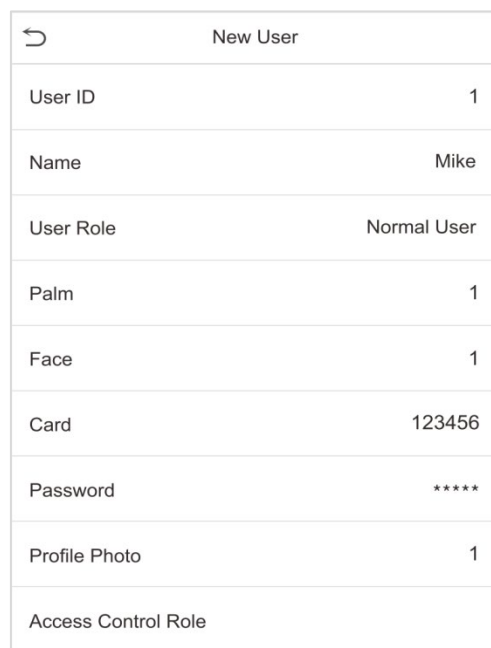 New User
User ID 1
Name Mike
User Role Normal User
Palm 1
Face 1
Card 123456
Password *****
Profile Photo 1
Access Control Role